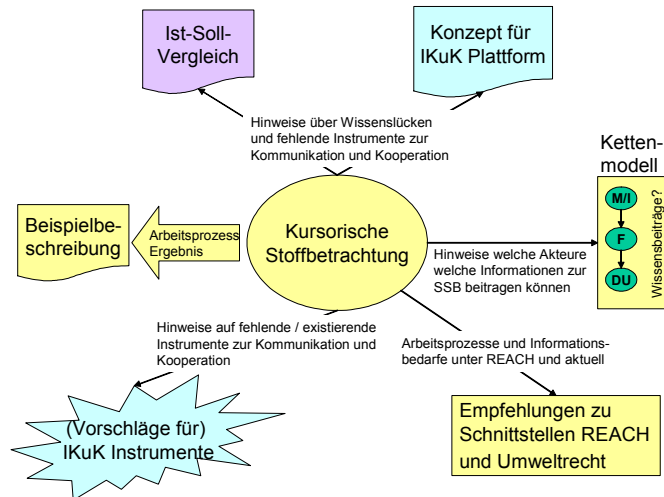 Ist-Soll-
Vergleich
Konzept für
IKuK Plattform
Hinweise über Wissenslücken
und fehlende Instrumente zur
Kommunikation und Kooperation
Ketten-
modell
M/I
F
DU
Wissensbeiträge?
Beispielbe-
schreibung
Arbeitsprozess
Ergebnis
Kursorische
Stoffbetrachtung
Hinweise welche Akteure
welche Informationen zur
SSB beitragen können
Hinweise auf fehlende / existierende
Instrumente zur Kommunikation und
Kooperation
Arbeitsprozesse und Informations-
bedarfe unter REACH und aktuell
(Vorschläge für)
IKuK Instrumente
Empfehlungen zu
Schnittstellen REACH
und Umweltrecht